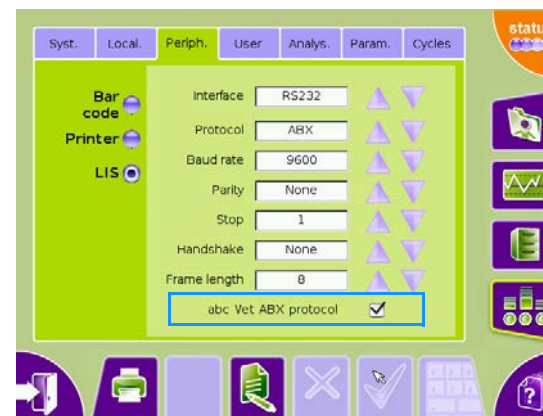 statu
Syst. Local. Periph. User Analys. Param. Cycles
Bar code
Printer
LIS
Interface RS232
Protocol ABX
Baud rate 9600
Parity None
Stop 1
Handshake None
Frame length 8
abc Vet ABX protocol
?